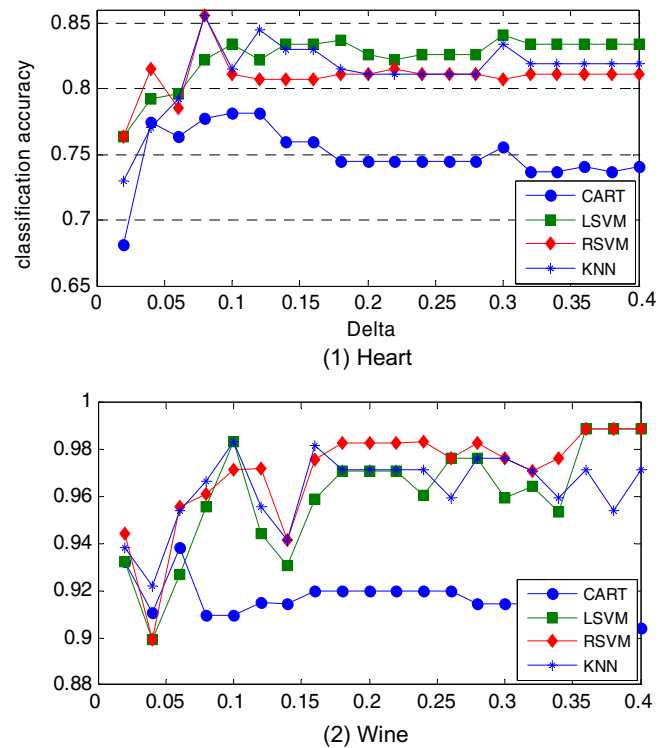 0.85
0.8
0.75
0.7
0.65
classification accuracy
CART
LSVM
RSVM
KNN
0 0.05 0.1 0.15 0.2 0.25 0.3 0.35 0.4
Delta
(1) Heart
1
0.98
0.96
0.94
0.92
0.9
0.88
CART
LSVM
RSVM
KNN
0 0.05 0.1 0.15 0.2 0.25 0.3 0.35 0.4
(2) Wine